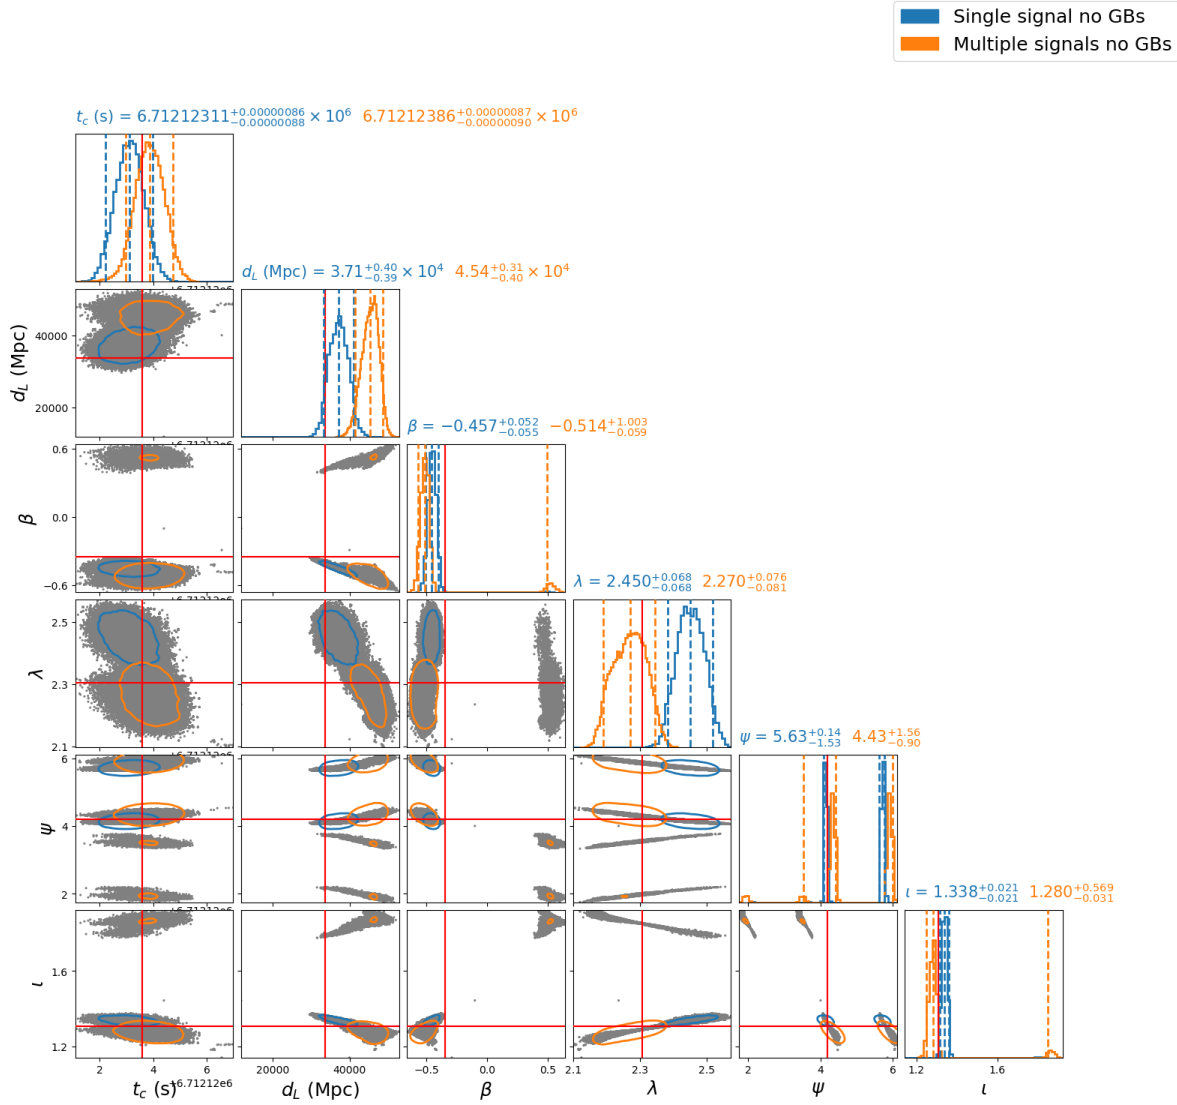 Single signal no GBs
Multiple signals no GBs
t_c (s) = 6.71212311^{+0.00000086}_{-0.00000088} × 10^6 6.71212386^{+0.00000087}_{-0.00000090} × 10^6
d_L (Mpc) = 3.71^{+0.40}_{-0.39} × 10^4 4.54^{+0.31}_{-0.40} × 10^4
d_L (Mpc)
40000
20000
β = −0.457^{+0.052}_{-0.055} −0.514^{+1.003}_{-0.059}
β
0.6
0.0
−0.6
λ = 2.450^{+0.068}_{-0.068} 2.270^{+0.076}_{-0.081}
λ
2.5
2.3
2.1
ψ = 5.63^{+0.14}_{-1.53} 4.43^{+1.56}_{-0.90}
ψ
6
4
2
ι = 1.338^{+0.021}_{-0.021} 1.280^{+0.569}_{-0.031}
ι
1.6
1.2
2 4 6 20000 40000 −0.5 0.0 0.5 2.1 2.3 2.5 2 4 6 1.2 1.6
+6.71212e6
t_c (s) d_L (Mpc) β λ ψ ι